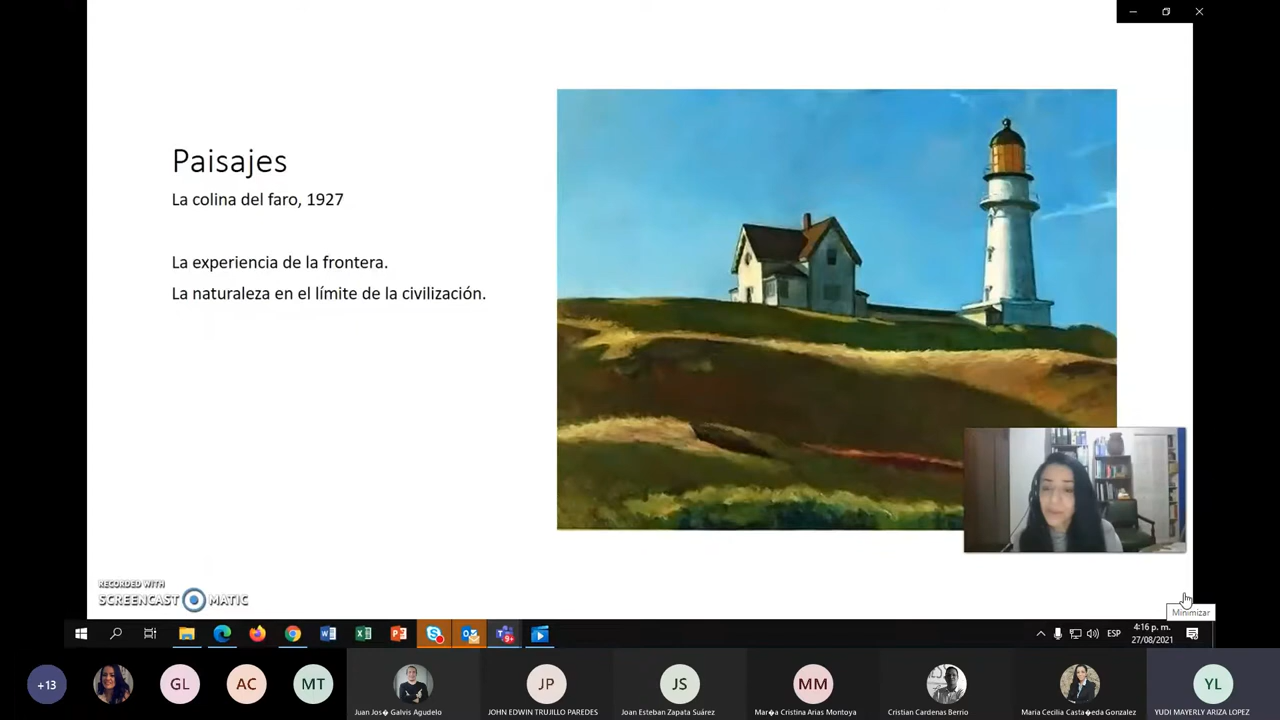 Paisajes
La colina del faro, 1927
La experiencia de la frontera.
La naturaleza en el límite de la civilización.
RECORDED WITH
SCREENCAST MATIC
Minimizar
9+
ESP
4:16 p. m.
27/08/2021
+13
GL
AC
MT
JP
JS
MM
YL
Juan Jos� Galvis Agudelo
JOHN EDWIN TRUJILLO PAREDES
Joan Esteban Zapata Suárez
Mar�a Cristina Arias Montoya
Cristian Cardenas Berrio
Maria Cecilia Casta�eda Gonzalez
YUDI MAYERLY ARIZA LOPEZ